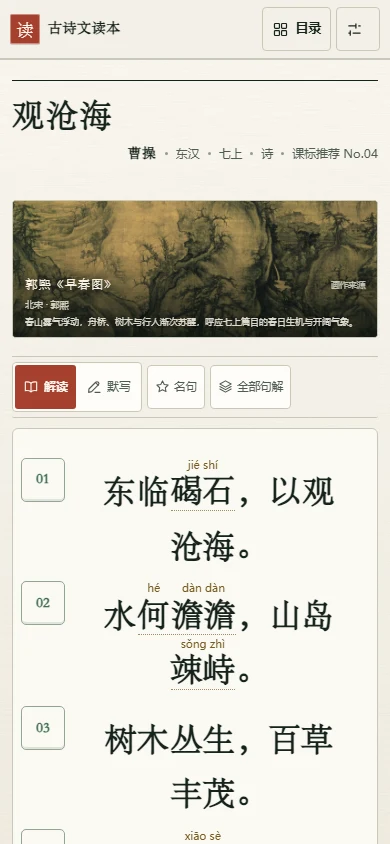 读 古诗文读本 目录
观沧海
曹操 • 东汉 • 七上 • 诗 • 课标推荐 No.04
郭熙《早春图》
画作来源
北宋 · 郭熙
春山雾气浮动，舟桥、树木与行人渐次苏醒，呼应七上篇目的春日生机与开阔气象。
解读 默写 名句 全部句解
jié shí
01 东临碣石，以观
沧海。
hé dàn dàn
02 水何澹澹，山岛
sǒng zhì
竦峙。
03 树木丛生，百草
丰茂。
xiāo sè